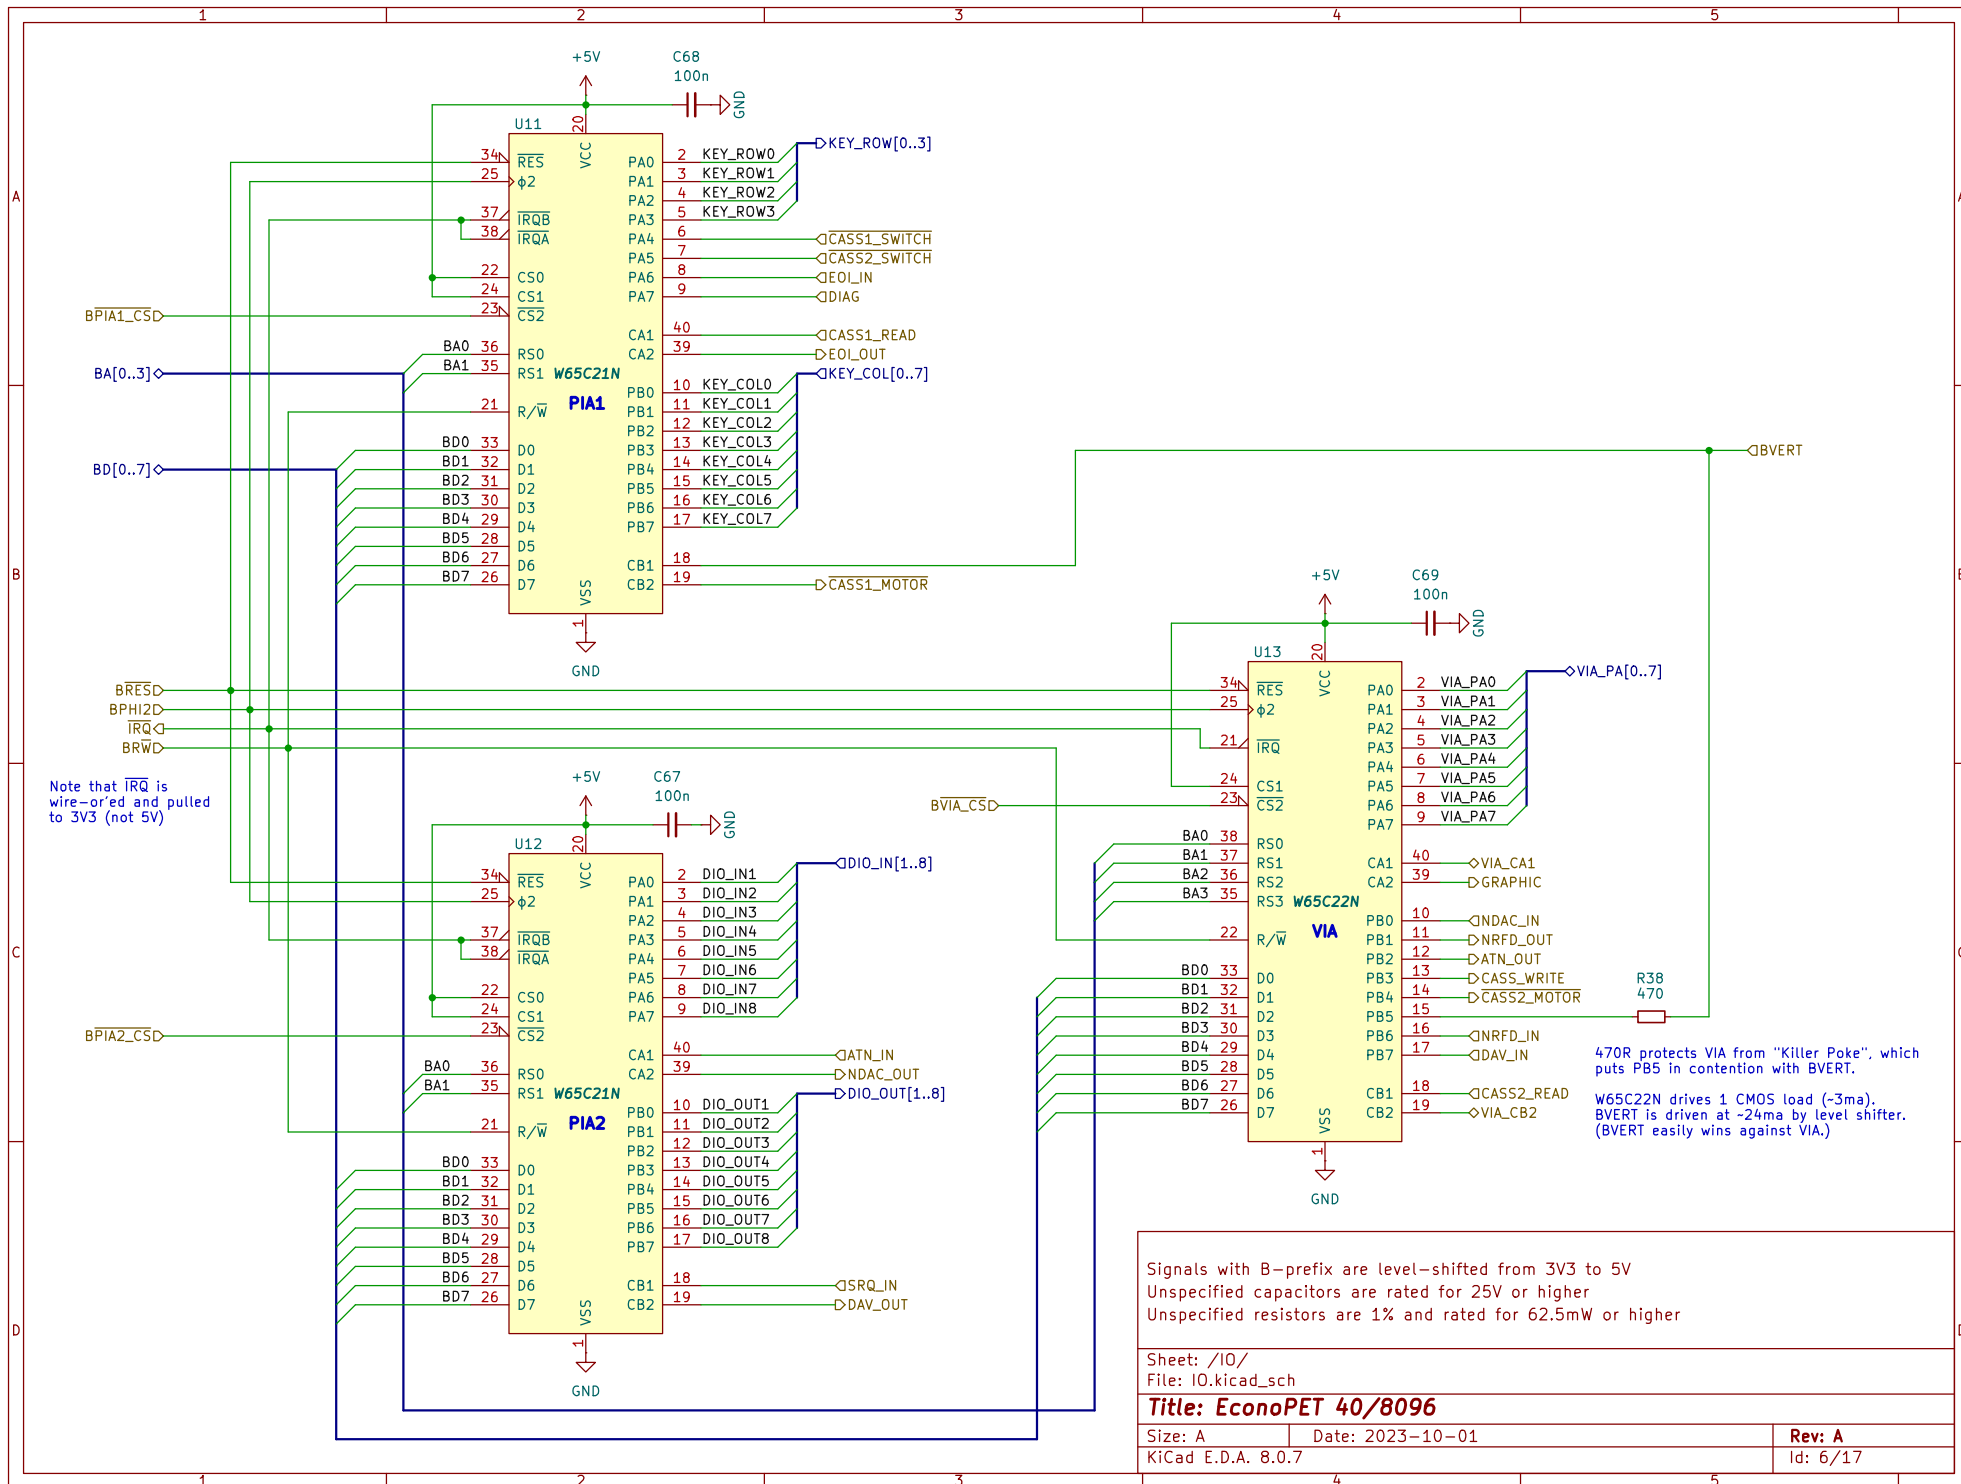 1 2 3 4 5
A
B
C
D
+5V
C68
100n
GND
U11
20
VCC
34 RES
25 ϕ2
37 IRQB
38 IRQA
22 CS0
24 CS1
BPIA1_CS 23 CS2
BA0 36 RS0
BA1 35 RS1
BA[0..3]
21 R/W
BD[0..7]
BD0 33 D0
BD1 32 D1
BD2 31 D2
BD3 30 D3
BD4 29 D4
BD5 28 D5
BD6 27 D6
BD7 26 D7
W65C21N
PIA1
PA0 2 KEY_ROW0
PA1 3 KEY_ROW1
PA2 4 KEY_ROW2
PA3 5 KEY_ROW3
KEY_ROW[0..3]
PA4 6 CASS1_SWITCH
PA5 7 CASS2_SWITCH
PA6 8 EOI_IN
PA7 9 DIAG
CA1 40 CASS1_READ
CA2 39 EOI_OUT
KEY_COL[0..7]
PB0 10 KEY_COL0
PB1 11 KEY_COL1
PB2 12 KEY_COL2
PB3 13 KEY_COL3
PB4 14 KEY_COL4
PB5 15 KEY_COL5
PB6 16 KEY_COL6
PB7 17 KEY_COL7
CB1 18
CB2 19 CASS1_MOTOR
VSS
1
GND
BVERT
BRES
BPHI2
IRQ
BRW
Note that IRQ is
wire-or'ed and pulled
to 3V3 (not 5V)
+5V
C67
100n
GND
U12
20
VCC
34 RES
25 ϕ2
37 IRQB
38 IRQA
22 CS0
24 CS1
BPIA2_CS 23 CS2
BA0 36 RS0
BA1 35 RS1
21 R/W
BD0 33 D0
BD1 32 D1
BD2 31 D2
BD3 30 D3
BD4 29 D4
BD5 28 D5
BD6 27 D6
BD7 26 D7
W65C21N
PIA2
PA0 2 DIO_IN1
PA1 3 DIO_IN2
PA2 4 DIO_IN3
PA3 5 DIO_IN4
PA4 6 DIO_IN5
PA5 7 DIO_IN6
PA6 8 DIO_IN7
PA7 9 DIO_IN8
DIO_IN[1..8]
CA1 40 ATN_IN
CA2 39 NDAC_OUT
DIO_OUT[1..8]
PB0 10 DIO_OUT1
PB1 11 DIO_OUT2
PB2 12 DIO_OUT3
PB3 13 DIO_OUT4
PB4 14 DIO_OUT5
PB5 15 DIO_OUT6
PB6 16 DIO_OUT7
PB7 17 DIO_OUT8
CB1 18 SRQ_IN
CB2 19 DAV_OUT
VSS
1
GND
+5V
C69
100n
GND
U13
20
VCC
34 RES
25 ϕ2
21 IRQ
24 CS1
BVIA_CS 23 CS2
BA0 38 RS0
BA1 37 RS1
BA2 36 RS2
BA3 35 RS3
22 R/W
BD0 33 D0
BD1 32 D1
BD2 31 D2
BD3 30 D3
BD4 29 D4
BD5 28 D5
BD6 27 D6
BD7 26 D7
W65C22N
VIA
PA0 2 VIA_PA0
PA1 3 VIA_PA1
PA2 4 VIA_PA2
PA3 5 VIA_PA3
PA4 6 VIA_PA4
PA5 7 VIA_PA5
PA6 8 VIA_PA6
PA7 9 VIA_PA7
VIA_PA[0..7]
CA1 40 VIA_CA1
CA2 39 GRAPHIC
PB0 10 NDAC_IN
PB1 11 NRFD_OUT
PB2 12 ATN_OUT
PB3 13 CASS_WRITE
PB4 14 CASS2_MOTOR
PB5 15
PB6 16 NRFD_IN
PB7 17 DAV_IN
CB1 18 CASS2_READ
CB2 19 VIA_CB2
VSS
1
GND
R38
470
470R protects VIA from "Killer Poke", which
puts PB5 in contention with BVERT.
W65C22N drives 1 CMOS load (~3ma).
BVERT is driven at ~24ma by level shifter.
(BVERT easily wins against VIA.)
Signals with B-prefix are level-shifted from 3V3 to 5V
Unspecified capacitors are rated for 25V or higher
Unspecified resistors are 1% and rated for 62.5mW or higher
Sheet: /IO/
File: IO.kicad_sch
Title: EconoPET 40/8096
Size: A Date: 2023-10-01 Rev: A
KiCad E.D.A. 8.0.7 Id: 6/17
1 2 3 4 5